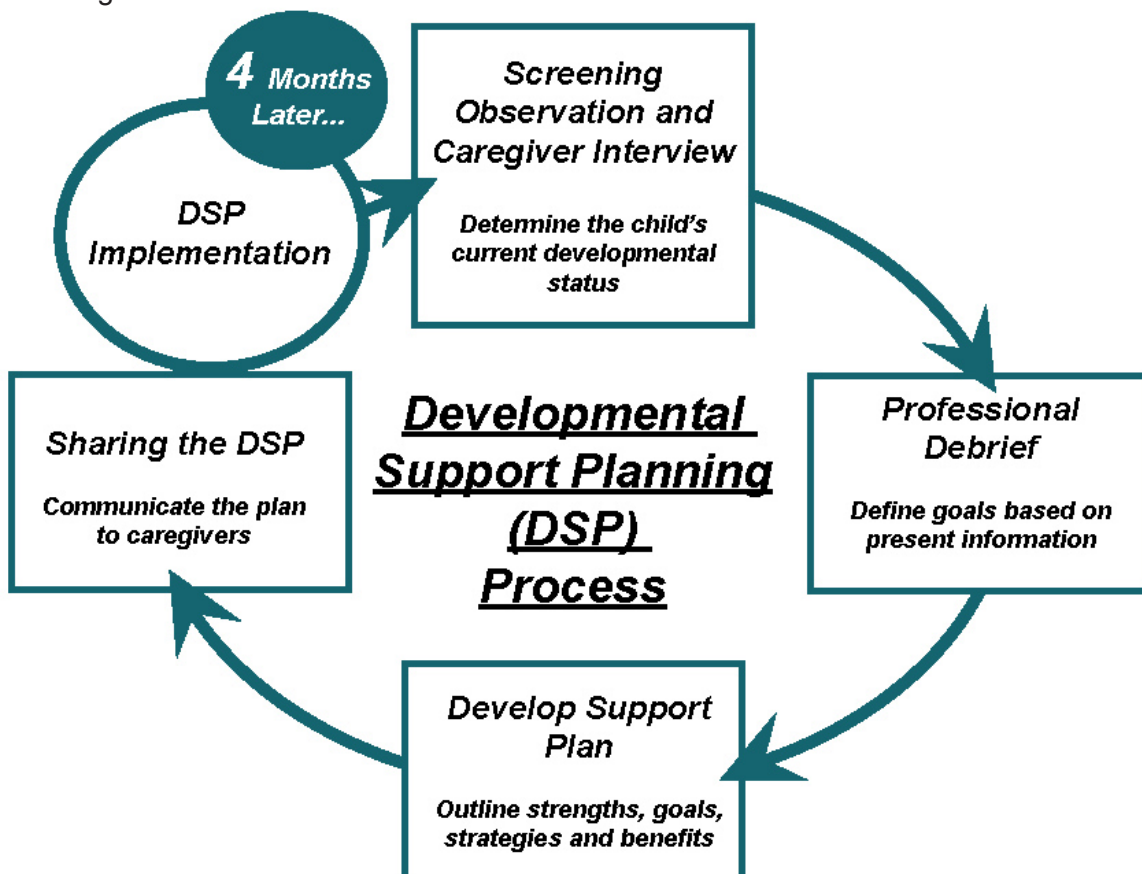 4 Months
Later...
DSP
Implementation
Screening
Observation and
Caregiver Interview
Determine the child's
current developmental
status
Professional
Debrief
Define goals based on
present information
Develop Support
Plan
Outline strengths, goals,
strategies and benefits
Sharing the DSP
Communicate the plan
to caregivers
Developmental
Support Planning
(DSP)
Process